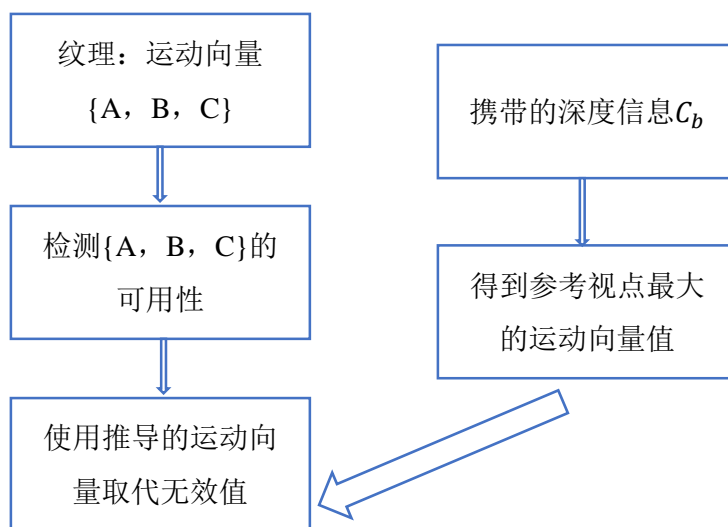 纹理：运动向量
{A，B，C}
检测{A，B，C}的
可用性
使用推导的运动向
量取代无效值
携带的深度信息C_b
得到参考视点最大
的运动向量值